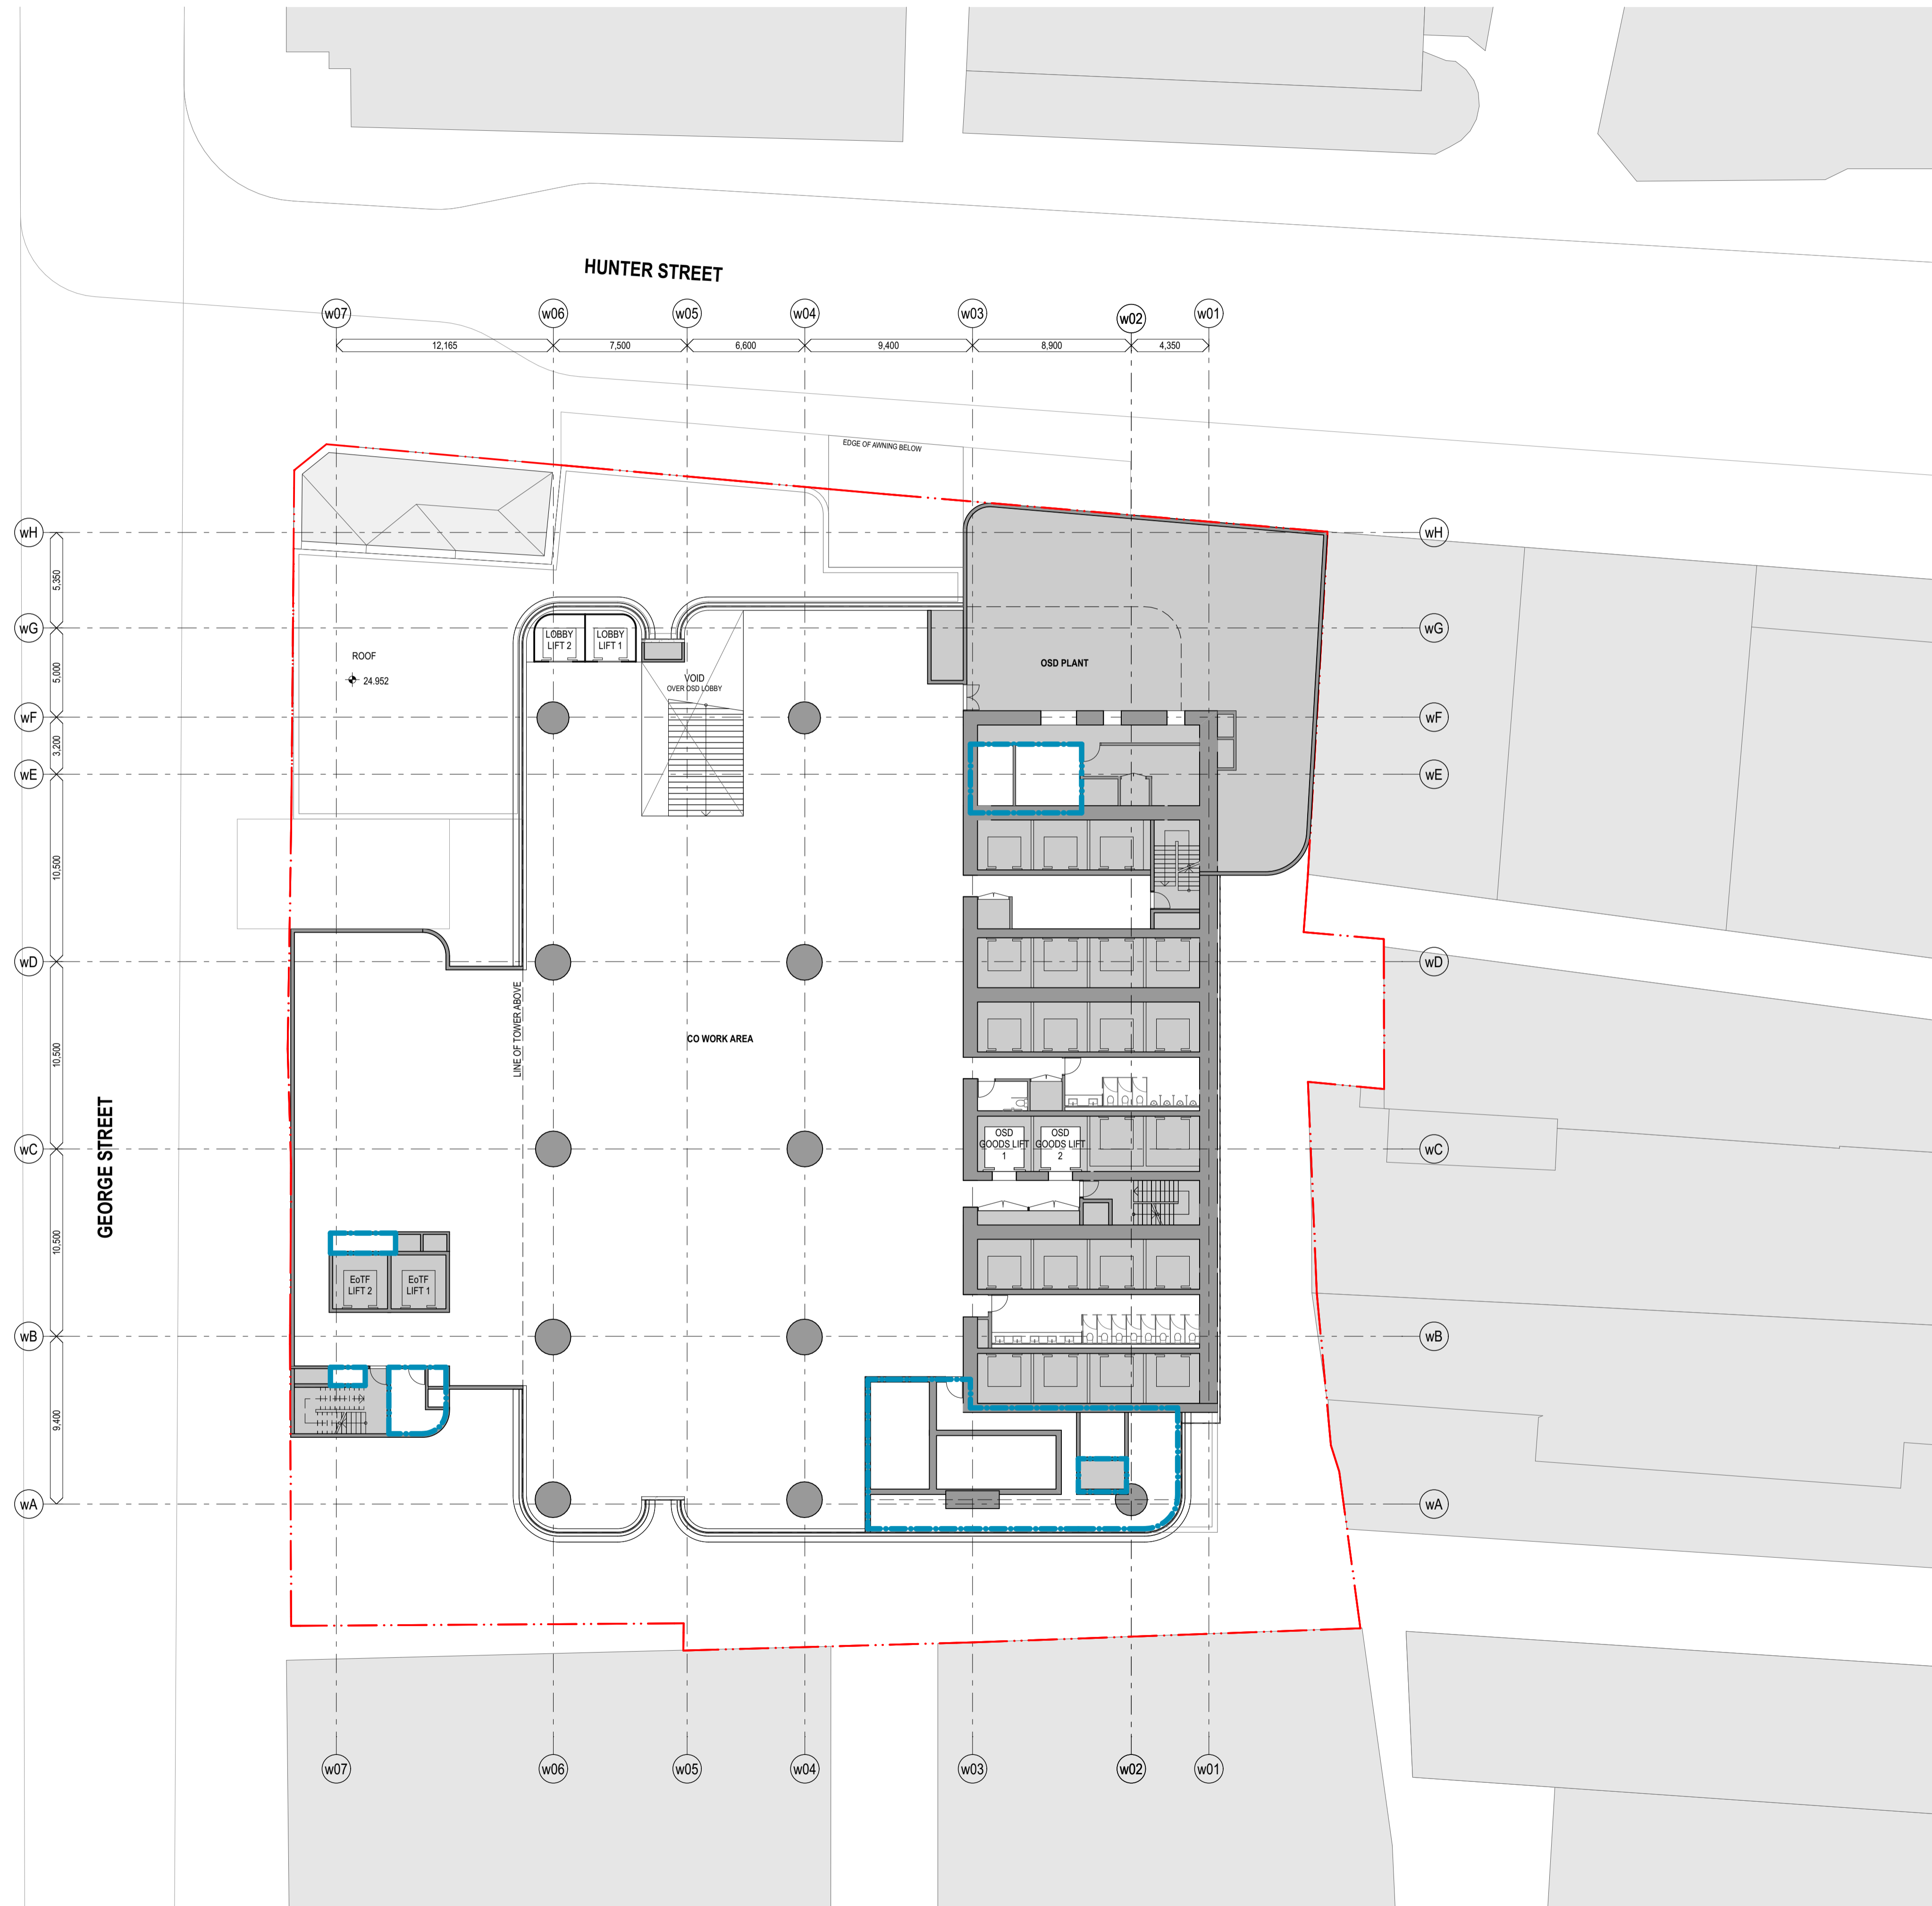 HUNTER STREET
w07
w06
w05
w04
w03
w02
w01
12,165
7,500
6,600
9,400
8,900
4,350
EDGE OF AWNING BELOW
wH
wH
5,350
wG
wG
LOBBY
LIFT 2
LOBBY
LIFT 1
ROOF
24.952
5,000
VOID
OVER OSD LOBBY
OSD PLANT
wF
wF
3,200
wE
wE
10,500
wD
wD
LINE OF TOWER ABOVE
CO WORK AREA
10,500
GEORGE STREET
wC
wC
OSD
GOODS LIFT
1
OSD
GOODS LIFT
2
10,500
EoTF
LIFT 2
EoTF
LIFT 1
wB
wB
9,400
wA
wA
w07
w06
w05
w04
w03
w02
w01